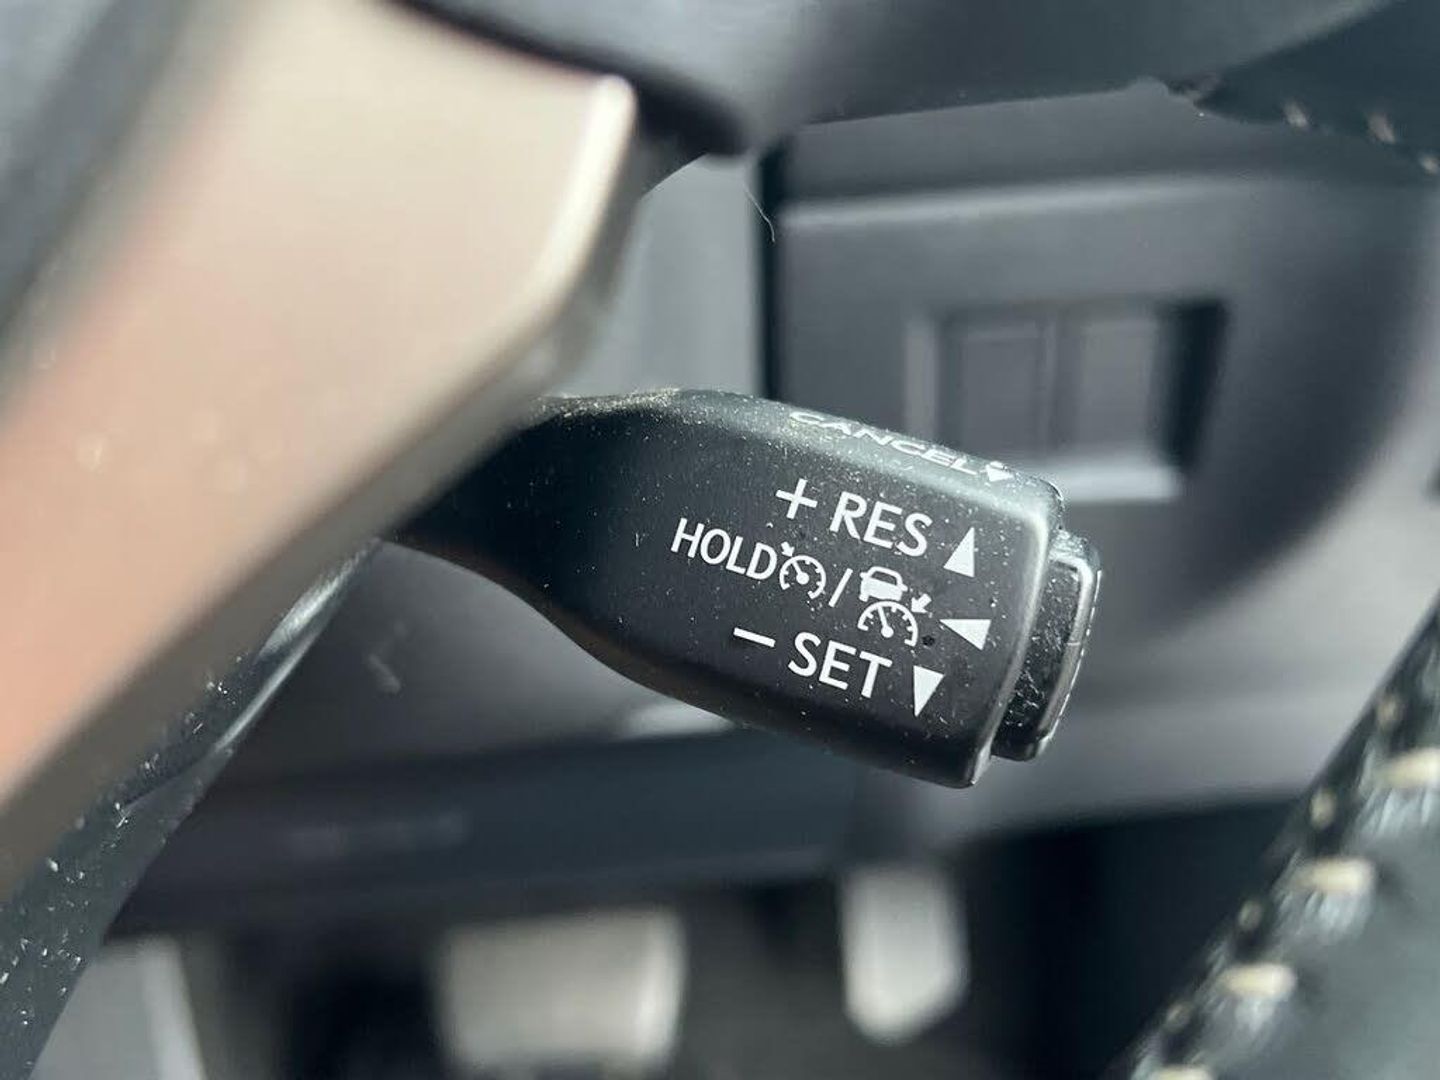 CANCEL
+ RES
HOLD /
– SET